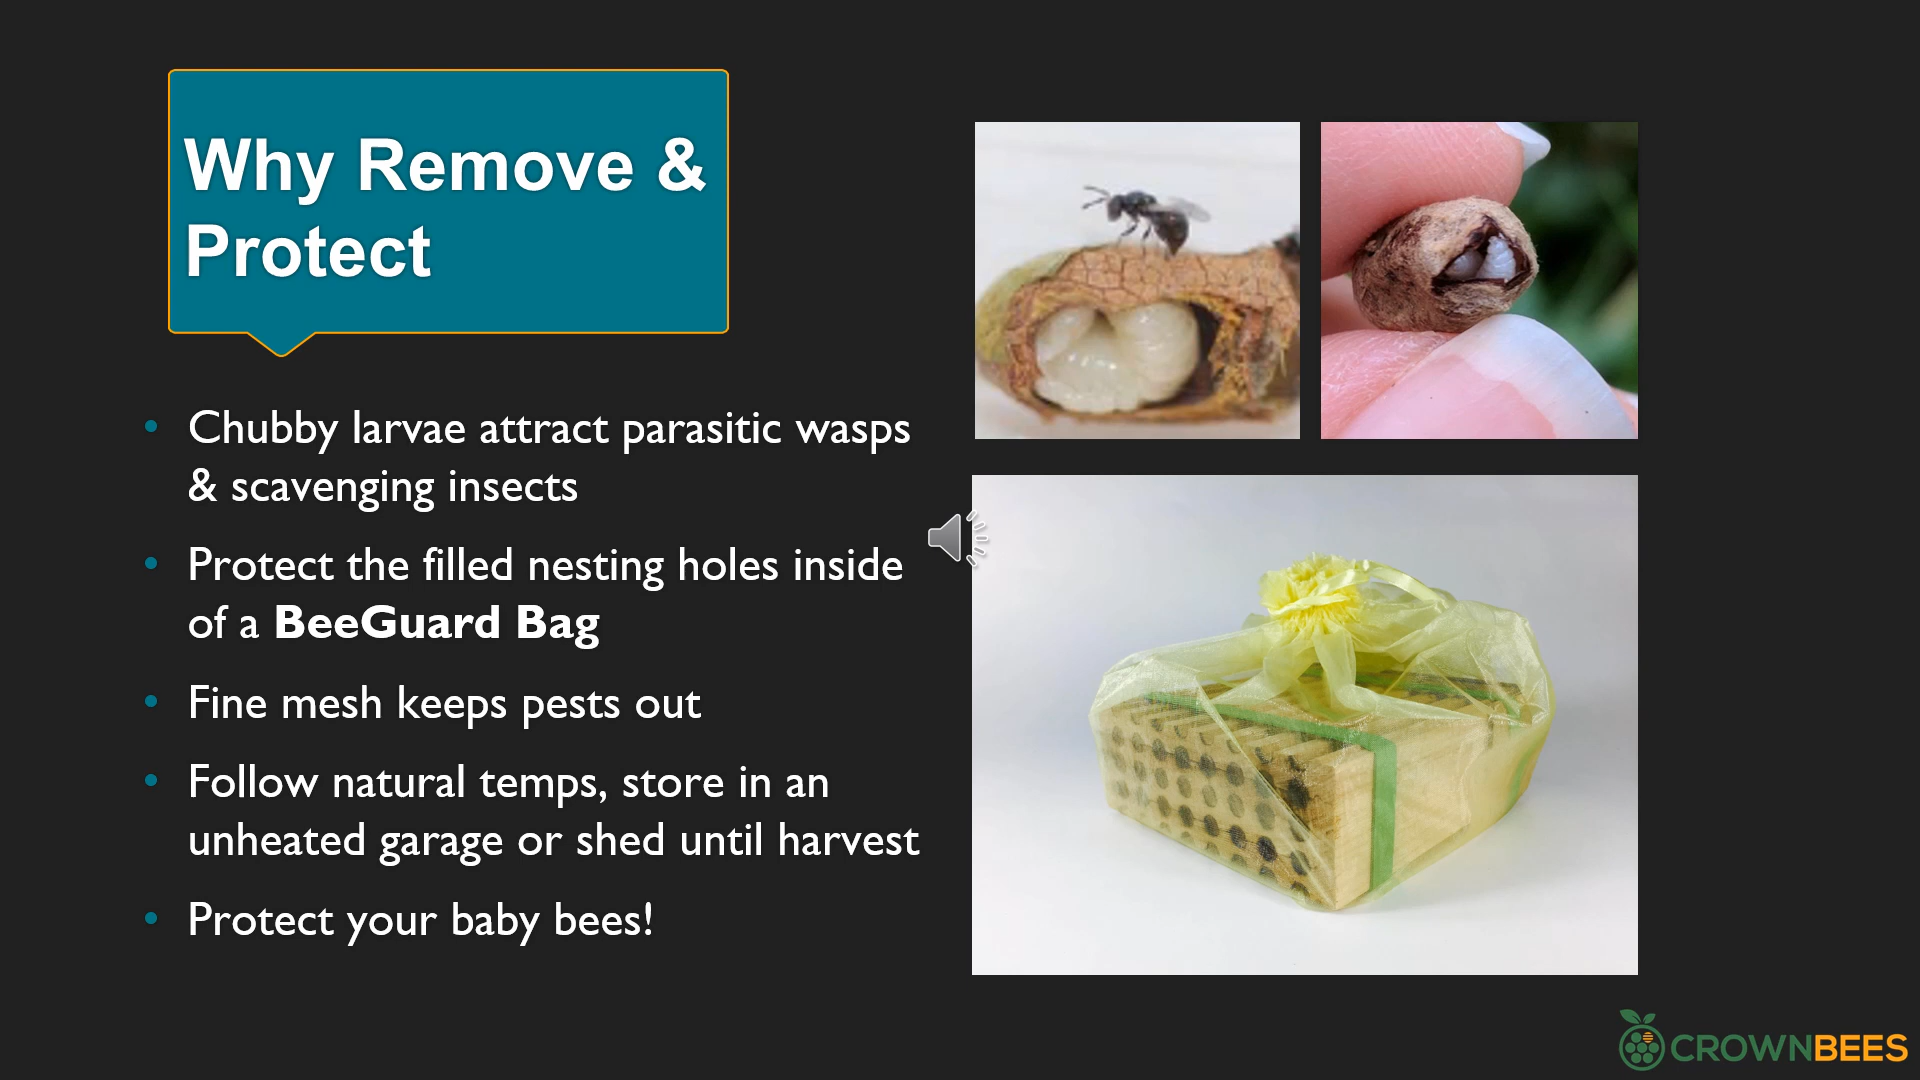 Why Remove &
Protect
• Chubby larvae attract parasitic wasps
& scavenging insects
• Protect the filled nesting holes inside
of a BeeGuard Bag
• Fine mesh keeps pests out
• Follow natural temps, store in an
unheated garage or shed until harvest
• Protect your baby bees!
CROWNBEES